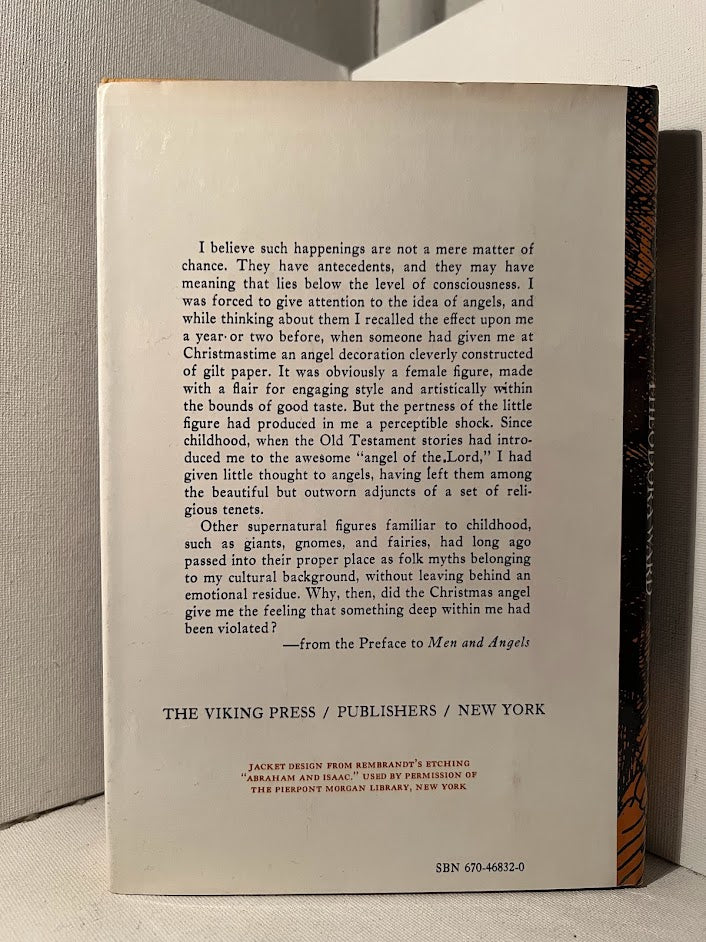 I believe such happenings are not a mere matter of
chance. They have antecedents, and they may have
meaning that lies below the level of consciousness. I
was forced to give attention to the idea of angels, and
while thinking about them I recalled the effect upon me
a year or two before, when someone had given me at
Christmastime an angel decoration cleverly constructed
of gilt paper. It was obviously a female figure, made
with a flair for engaging style and artistically within
the bounds of good taste. But the pertness of the little
figure had produced in me a perceptible shock. Since
childhood, when the Old Testament stories had intro-
duced me to the awesome “angel of the Lord,” I had
given little thought to angels, having left them among
the beautiful but outworn adjuncts of a set of reli-
gious tenets.
Other supernatural figures familiar to childhood,
such as giants, gnomes, and fairies, had long ago
passed into their proper place as folk myths belonging
to my cultural background, without leaving behind an
emotional residue. Why, then, did the Christmas angel
give me the feeling that something deep within me had
been violated?
—from the Preface to Men and Angels
THE VIKING PRESS / PUBLISHERS / NEW YORK
JACKET DESIGN FROM REMBRANDT'S ETCHING
“ABRAHAM AND ISAAC.” USED BY PERMISSION OF
THE PIERPONT MORGAN LIBRARY, NEW YORK
SBN 670-46832-0
THEODORA WARD